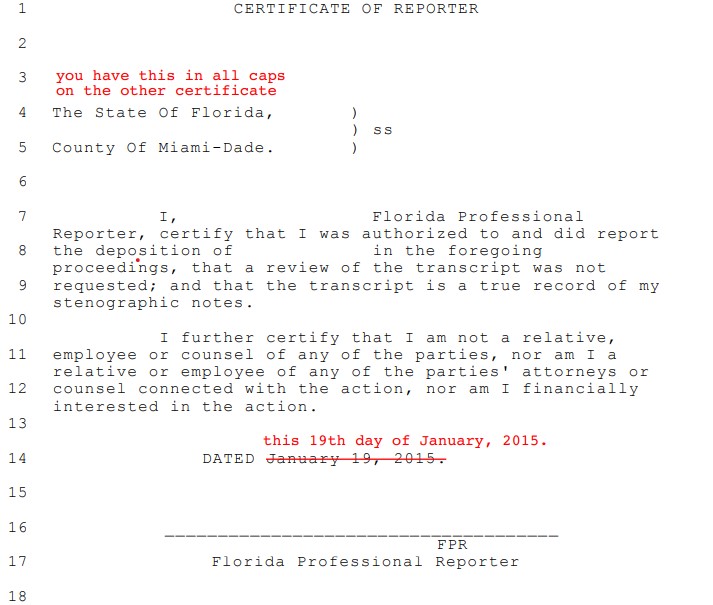 1 CERTIFICATE OF REPORTER
2
3 you have this in all caps
on the other certificate
4 The State Of Florida, )
) ss
5 County Of Miami-Dade. )
6
7 I, Florida Professional
Reporter, certify that I was authorized to and did report
8 the deposition of in the foregoing
proceedings, that a review of the transcript was not
9 requested; and that the transcript is a true record of my
stenographic notes.
10
I further certify that I am not a relative,
11 employee or counsel of any of the parties, nor am I a
relative or employee of any of the parties' attorneys or
12 counsel connected with the action, nor am I financially
interested in the action.
13
this 19th day of January, 2015.
14 DATED January 19, 2015.
15
16
FPR
17 Florida Professional Reporter
18